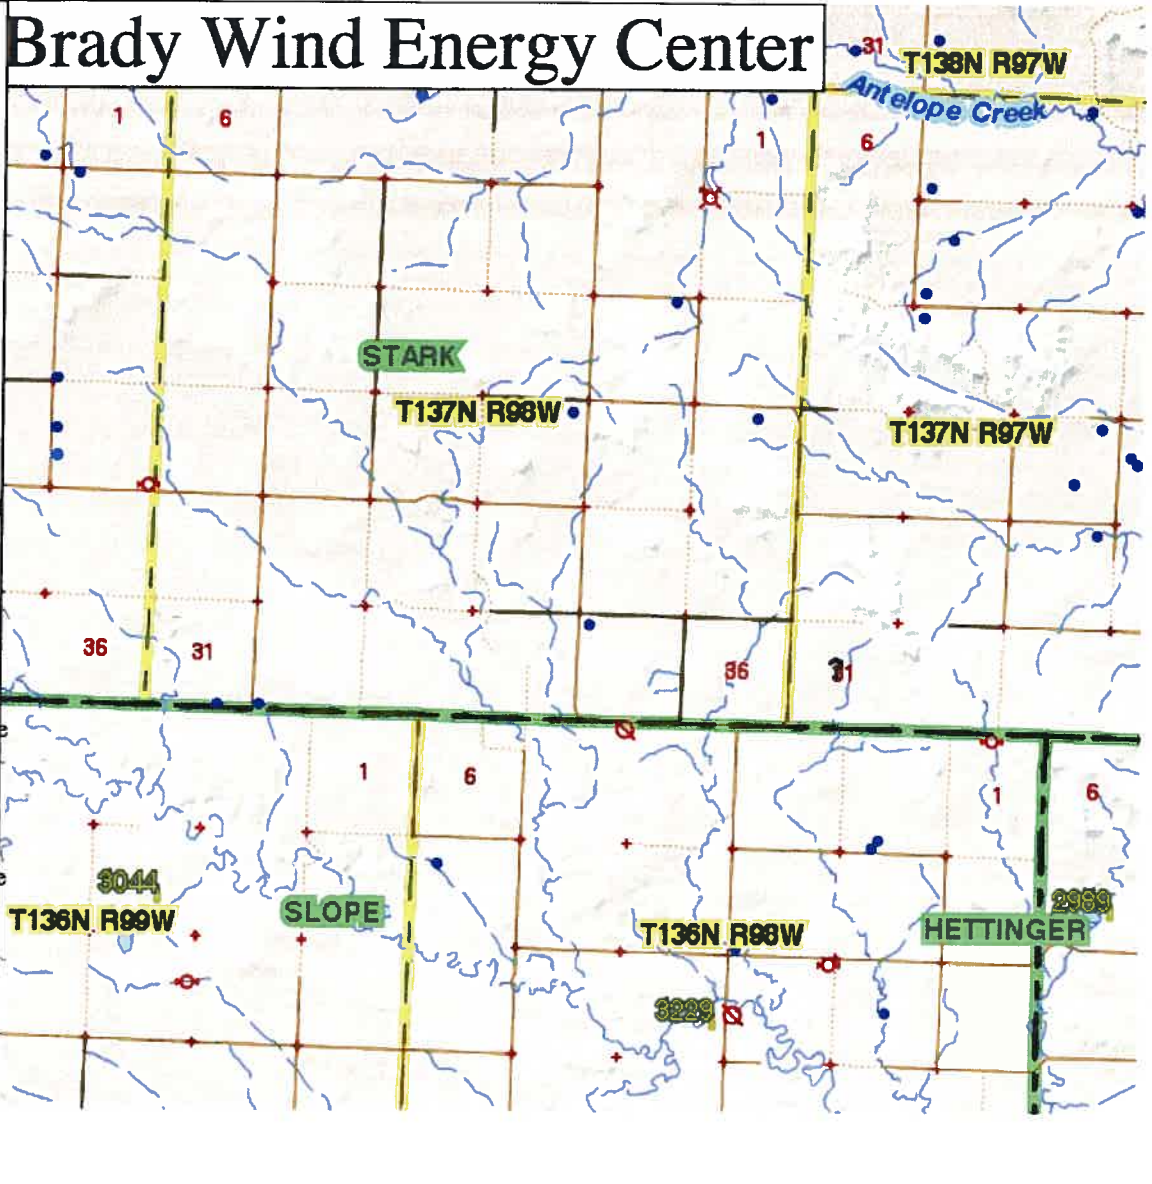 Brady Wind Energy Center
31
T138N R97W
Antelope Creek
1 6 1 6
STARK
T137N R98W
T137N R97W
36 31 36 31
1 6 1 6
3044
2989
T136N R99W
SLOPE
T136N R98W
HETTINGER
3229